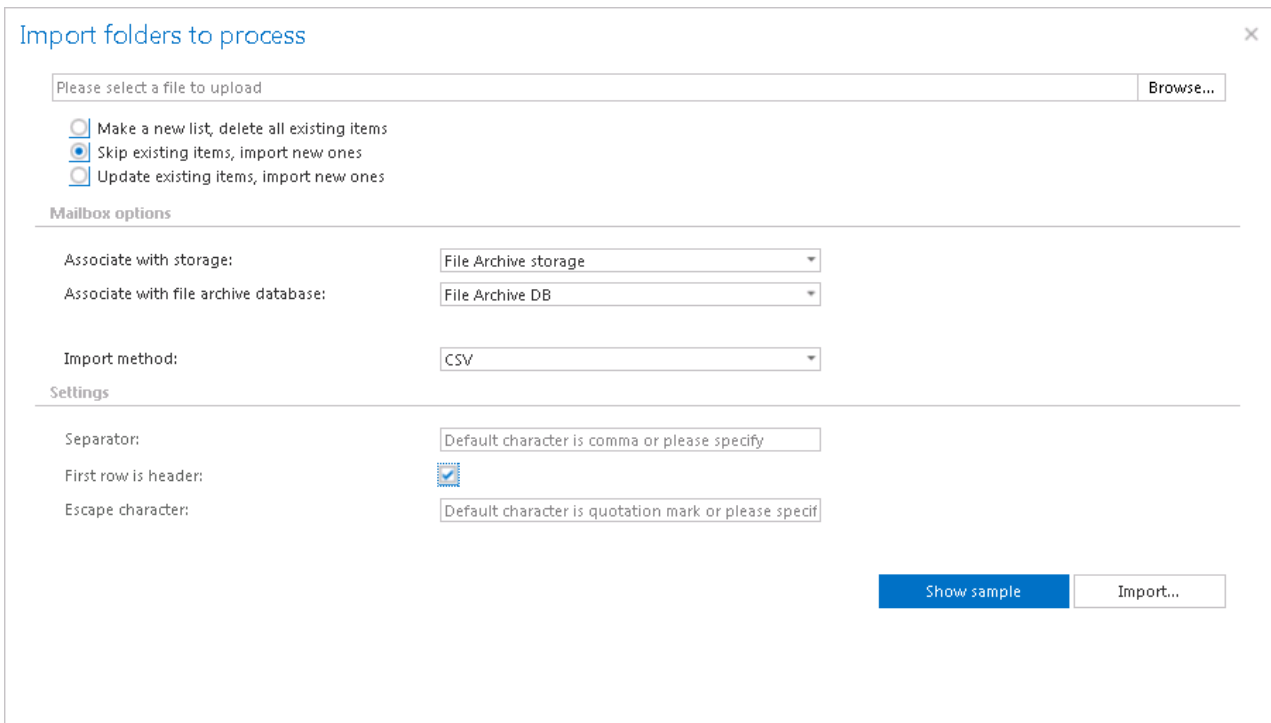 Import folders to process
Please select a file to upload Browse...
Make a new list, delete all existing items
Skip existing items, import new ones
Update existing items, import new ones
Mailbox options
Associate with storage: File Archive storage
Associate with file archive database: File Archive DB
Import method: CSV
Settings
Separator: Default character is comma or please specify
First row is header:
Escape character: Default character is quotation mark or please specif
Show sample Import...